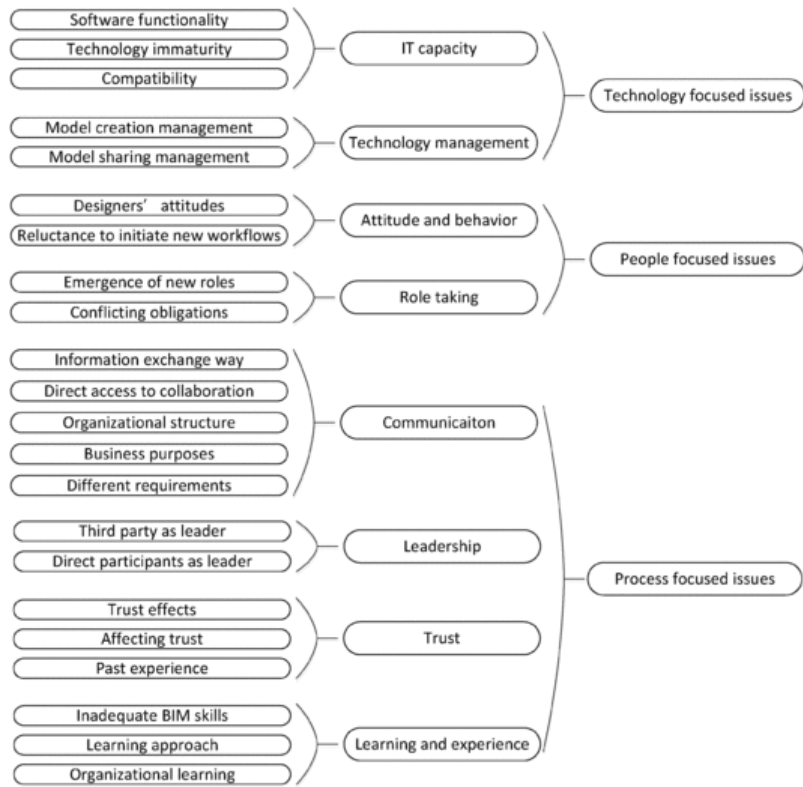 Software functionality
Technology immaturity
Compatibility
IT capacity
Model creation management
Model sharing management
Technology management
Technology focused issues
Designers' attitudes
Reluctance to initiate new workflows
Attitude and behavior
Emergence of new roles
Conflicting obligations
Role taking
People focused issues
Information exchange way
Direct access to collaboration
Organizational structure
Business purposes
Different requirements
Communicaiton
Third party as leader
Direct participants as leader
Leadership
Trust effects
Affecting trust
Past experience
Trust
Inadequate BIM skills
Learning approach
Organizational learning
Learning and experience
Process focused issues